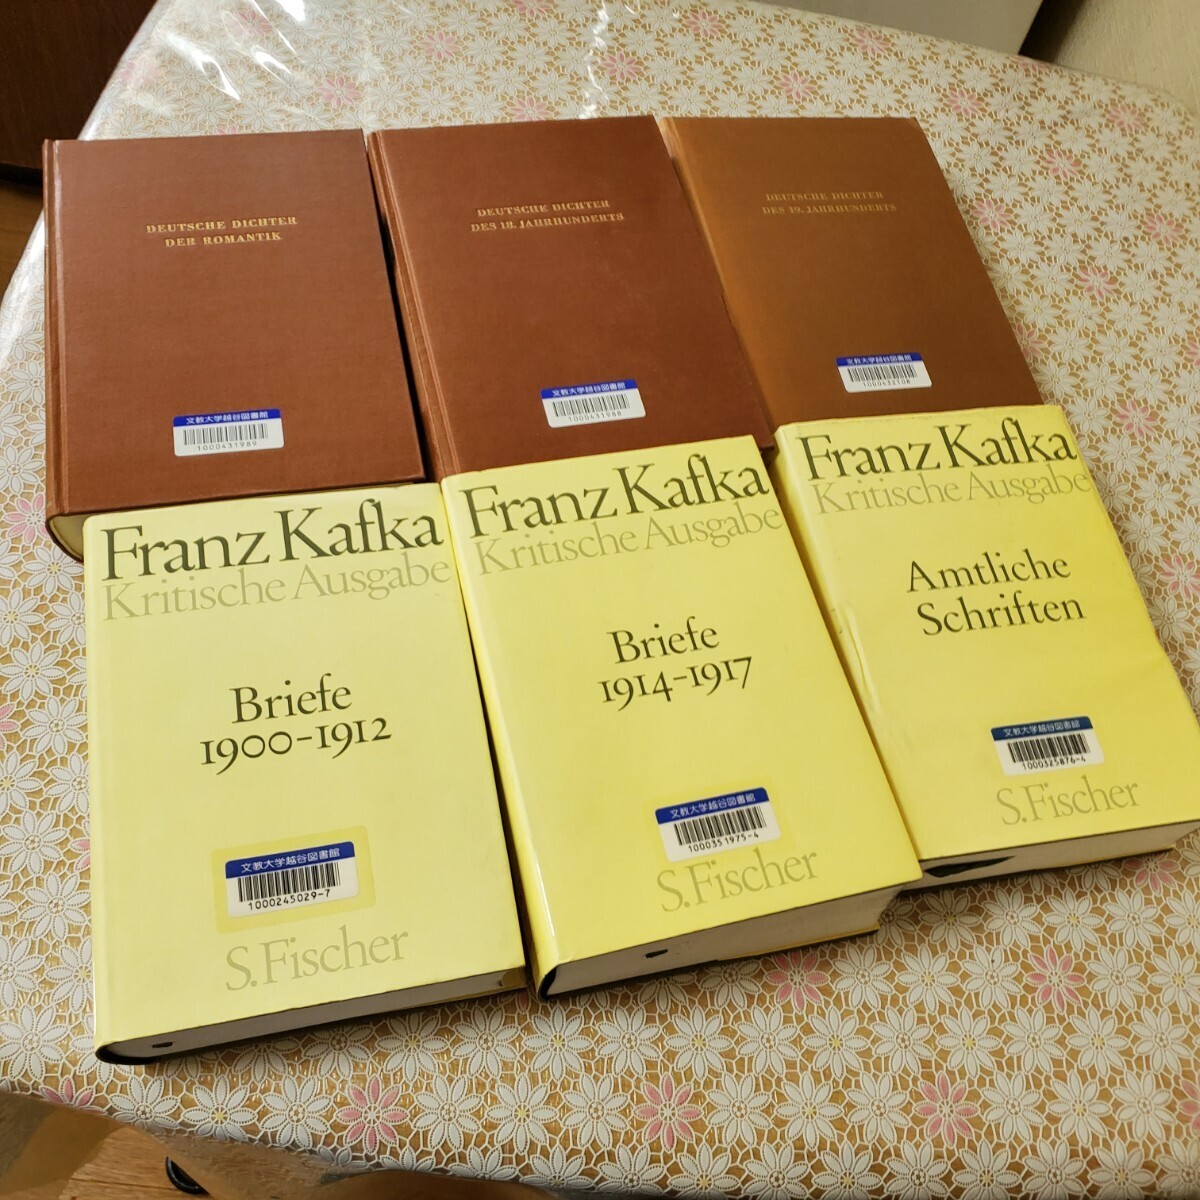 DEUTSCHE DICHTER
DER ROMANTIK
文教大学越谷図書館
1000431989
DEUTSCHE DICHTER
DES 18. JAHRHUNDERTS
文教大学越谷図書館
1000431988
DEUTSCHE DICHTER
DES 19. JAHRHUNDERTS
文教大学越谷図書館
1000432108
Franz Kafka
Kritische Ausgabe
Briefe
1900-1912
文教大学越谷図書館
1000245029-7
S. Fischer
Franz Kafka
Kritische Ausgabe
Briefe
1914-1917
文教大学越谷図書館
1000351975-4
S. Fischer
Franz Kafka
Kritische Ausgabe
Amtliche
Schriften
文教大学越谷図書館
1000325876-4
S. Fischer